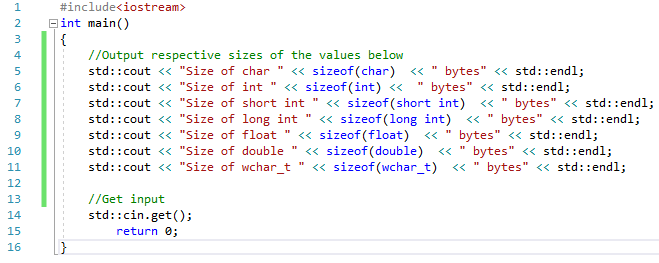 1 #include<iostream>
2 int main()
3 {
4 //Output respective sizes of the values below
5 std::cout << "Size of char " << sizeof(char)  << " bytes" << std::endl;
6 std::cout << "Size of int " << sizeof(int) <<  " bytes" << std::endl;
7 std::cout << "Size of short int " << sizeof(short int)  << " bytes" << std::endl;
8 std::cout << "Size of long int " << sizeof(long int)  << " bytes" << std::endl;
9 std::cout << "Size of float " << sizeof(float)  << " bytes" << std::endl;
10 std::cout << "Size of double " << sizeof(double)  << " bytes" << std::endl;
11 std::cout << "Size of wchar_t " << sizeof(wchar_t)  << " bytes" << std::endl;
12
13 //Get input
14 std::cin.get();
15 return 0;
16 }